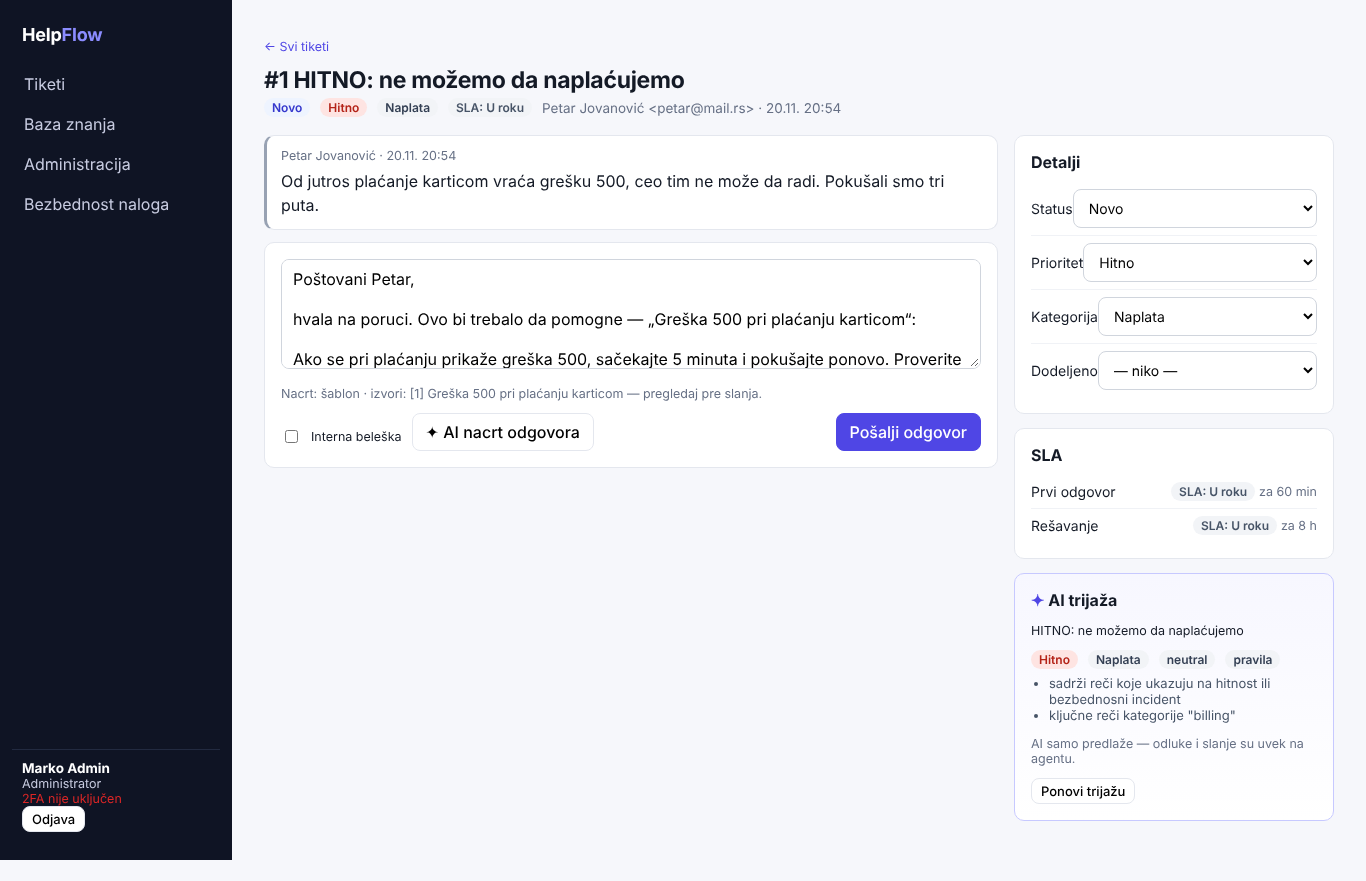 HelpFlow
Tiketi
Baza znanja
Administracija
Bezbednost naloga
Marko Admin
Administrator
2FA nije uključen
Odjava
← Svi tiketi
#1 HITNO: ne možemo da naplaćujemo
Novo Hitno Naplata SLA: U roku Petar Jovanović <petar@mail.rs> · 20.11. 20:54
Petar Jovanović · 20.11. 20:54
Od jutros plaćanje karticom vraća grešku 500, ceo tim ne može da radi. Pokušali smo tri
puta.
Poštovani Petar,
hvala na poruci. Ovo bi trebalo da pomogne — „Greška 500 pri plaćanju karticom“:
Ako se pri plaćanju prikaže greška 500, sačekajte 5 minuta i pokušajte ponovo. Proverite
Nacrt: šablon · izvori: [1] Greška 500 pri plaćanju karticom — pregledaj pre slanja.
Interna beleška ✦ AI nacrt odgovora Pošalji odgovor
Detalji
Status Novo
Prioritet Hitno
Kategorija Naplata
Dodeljeno — niko —
SLA
Prvi odgovor SLA: U roku za 60 min
Rešavanje SLA: U roku za 8 h
✦ AI trijaža
HITNO: ne možemo da naplaćujemo
Hitno Naplata neutral pravila
• sadrži reči koje ukazuju na hitnost ili
bezbednosni incident
• ključne reči kategorije "billing"
AI samo predlaže — odluke i slanje su uvek na
agentu.
Ponovi trijažu